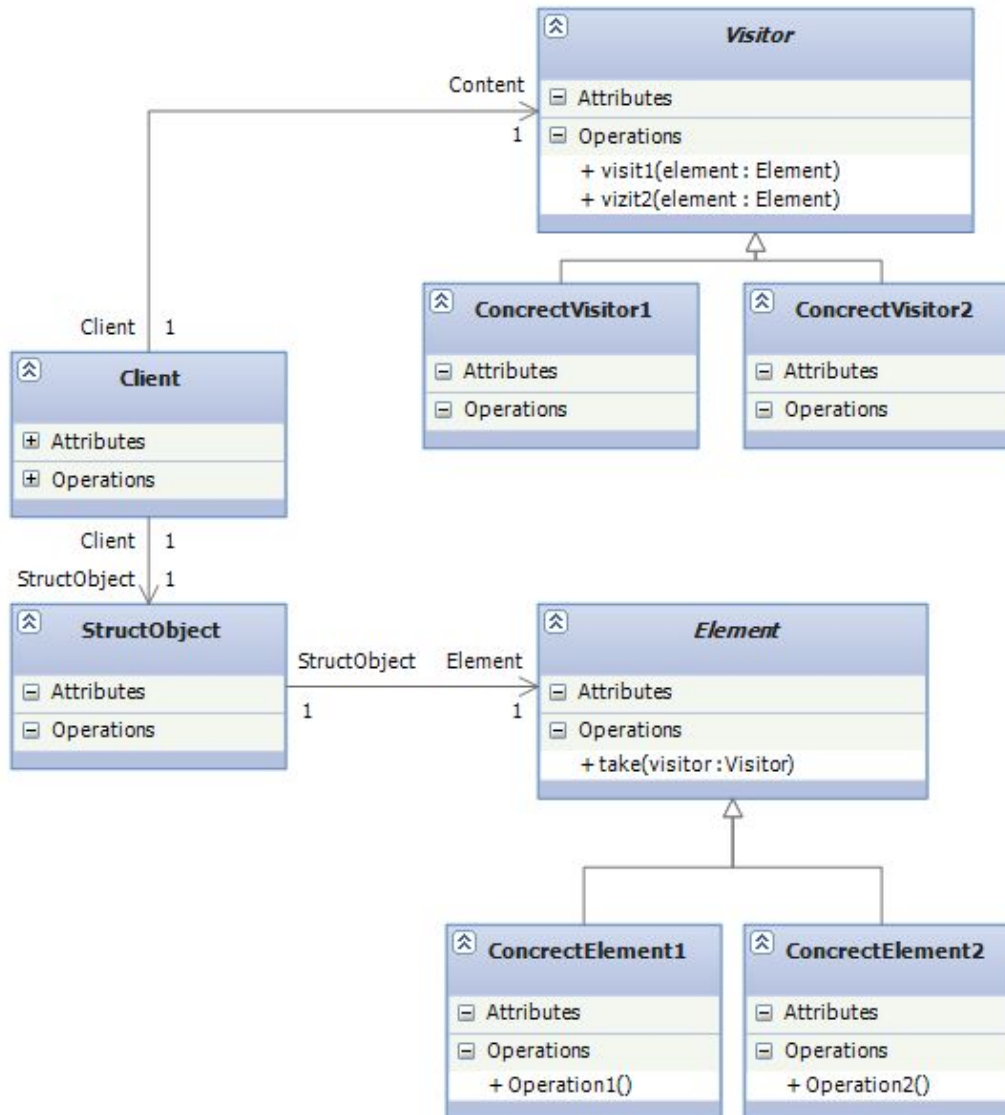 Visitor
Attributes
Operations
+ visit1(element : Element)
+ vizit2(element : Element)
Content
1
ConcrectVisitor1
Attributes
Operations
ConcrectVisitor2
Attributes
Operations
Client 1
Client
Attributes
Operations
Client 1
StructObject 1
StructObject
Attributes
Operations
StructObject Element
1 1
Element
Attributes
Operations
+ take(visitor : Visitor)
ConcrectElement1
Attributes
Operations
+ Operation1()
ConcrectElement2
Attributes
Operations
+ Operation2()